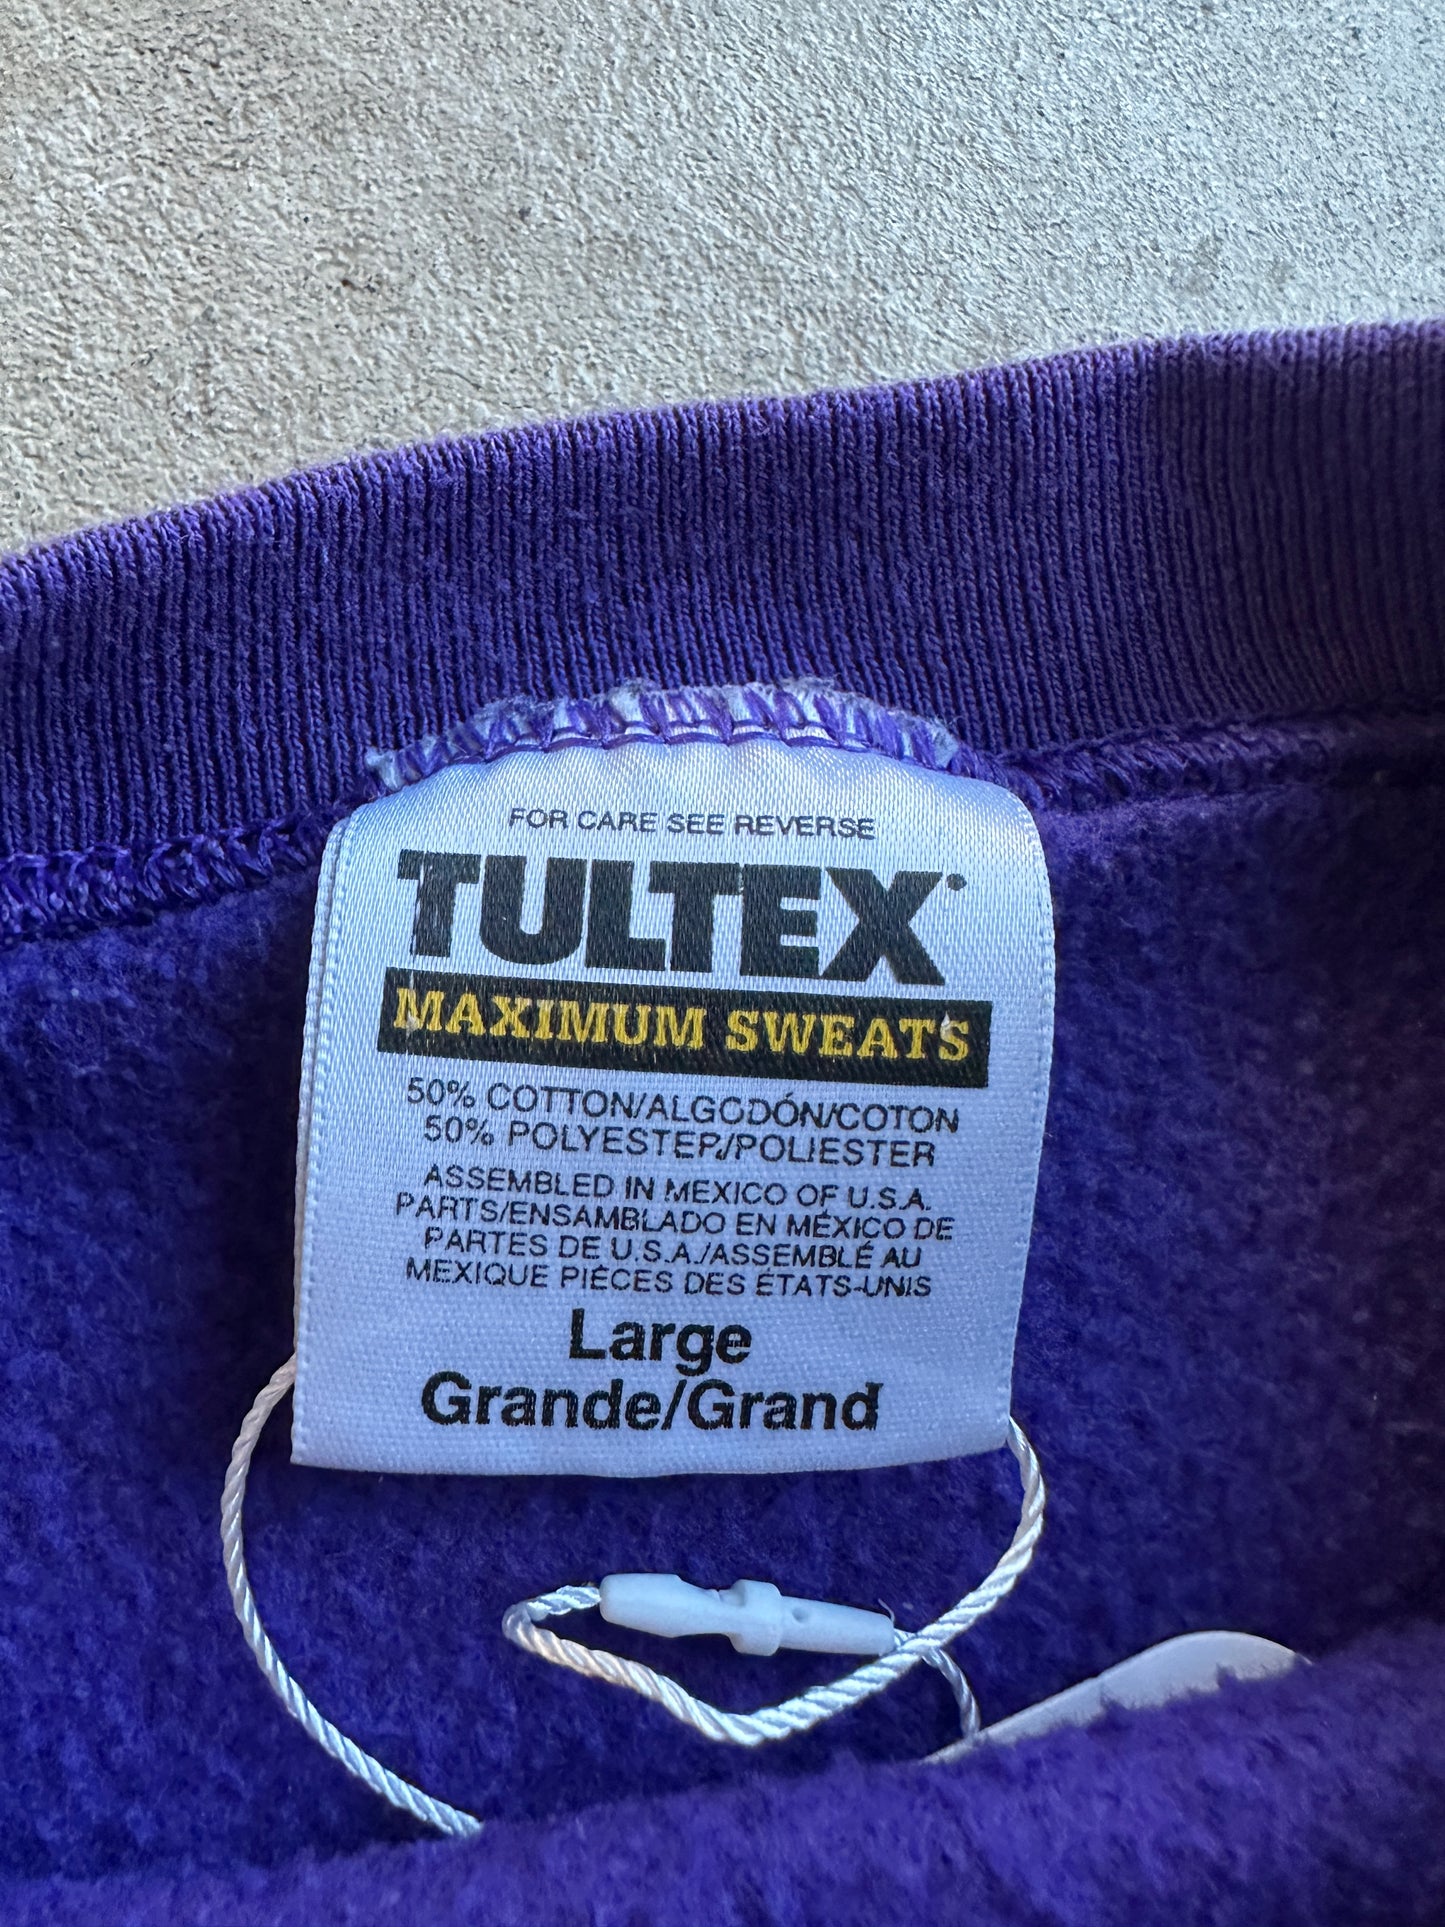 FOR CARE SEE REVERSE
TULTEX
MAXIMUM SWEATS
50% COTTON/ALGODÓN/COTON
50% POLYESTER/POLIESTER
ASSEMBLED IN MEXICO OF U.S.A.
PARTS/ENSAMBLADO EN MÉXICO DE
PARTES DE U.S.A./ASSEMBLÉ AU
MEXIQUE PIÈCES DES ÉTATS-UNIS
Large
Grande/Grand